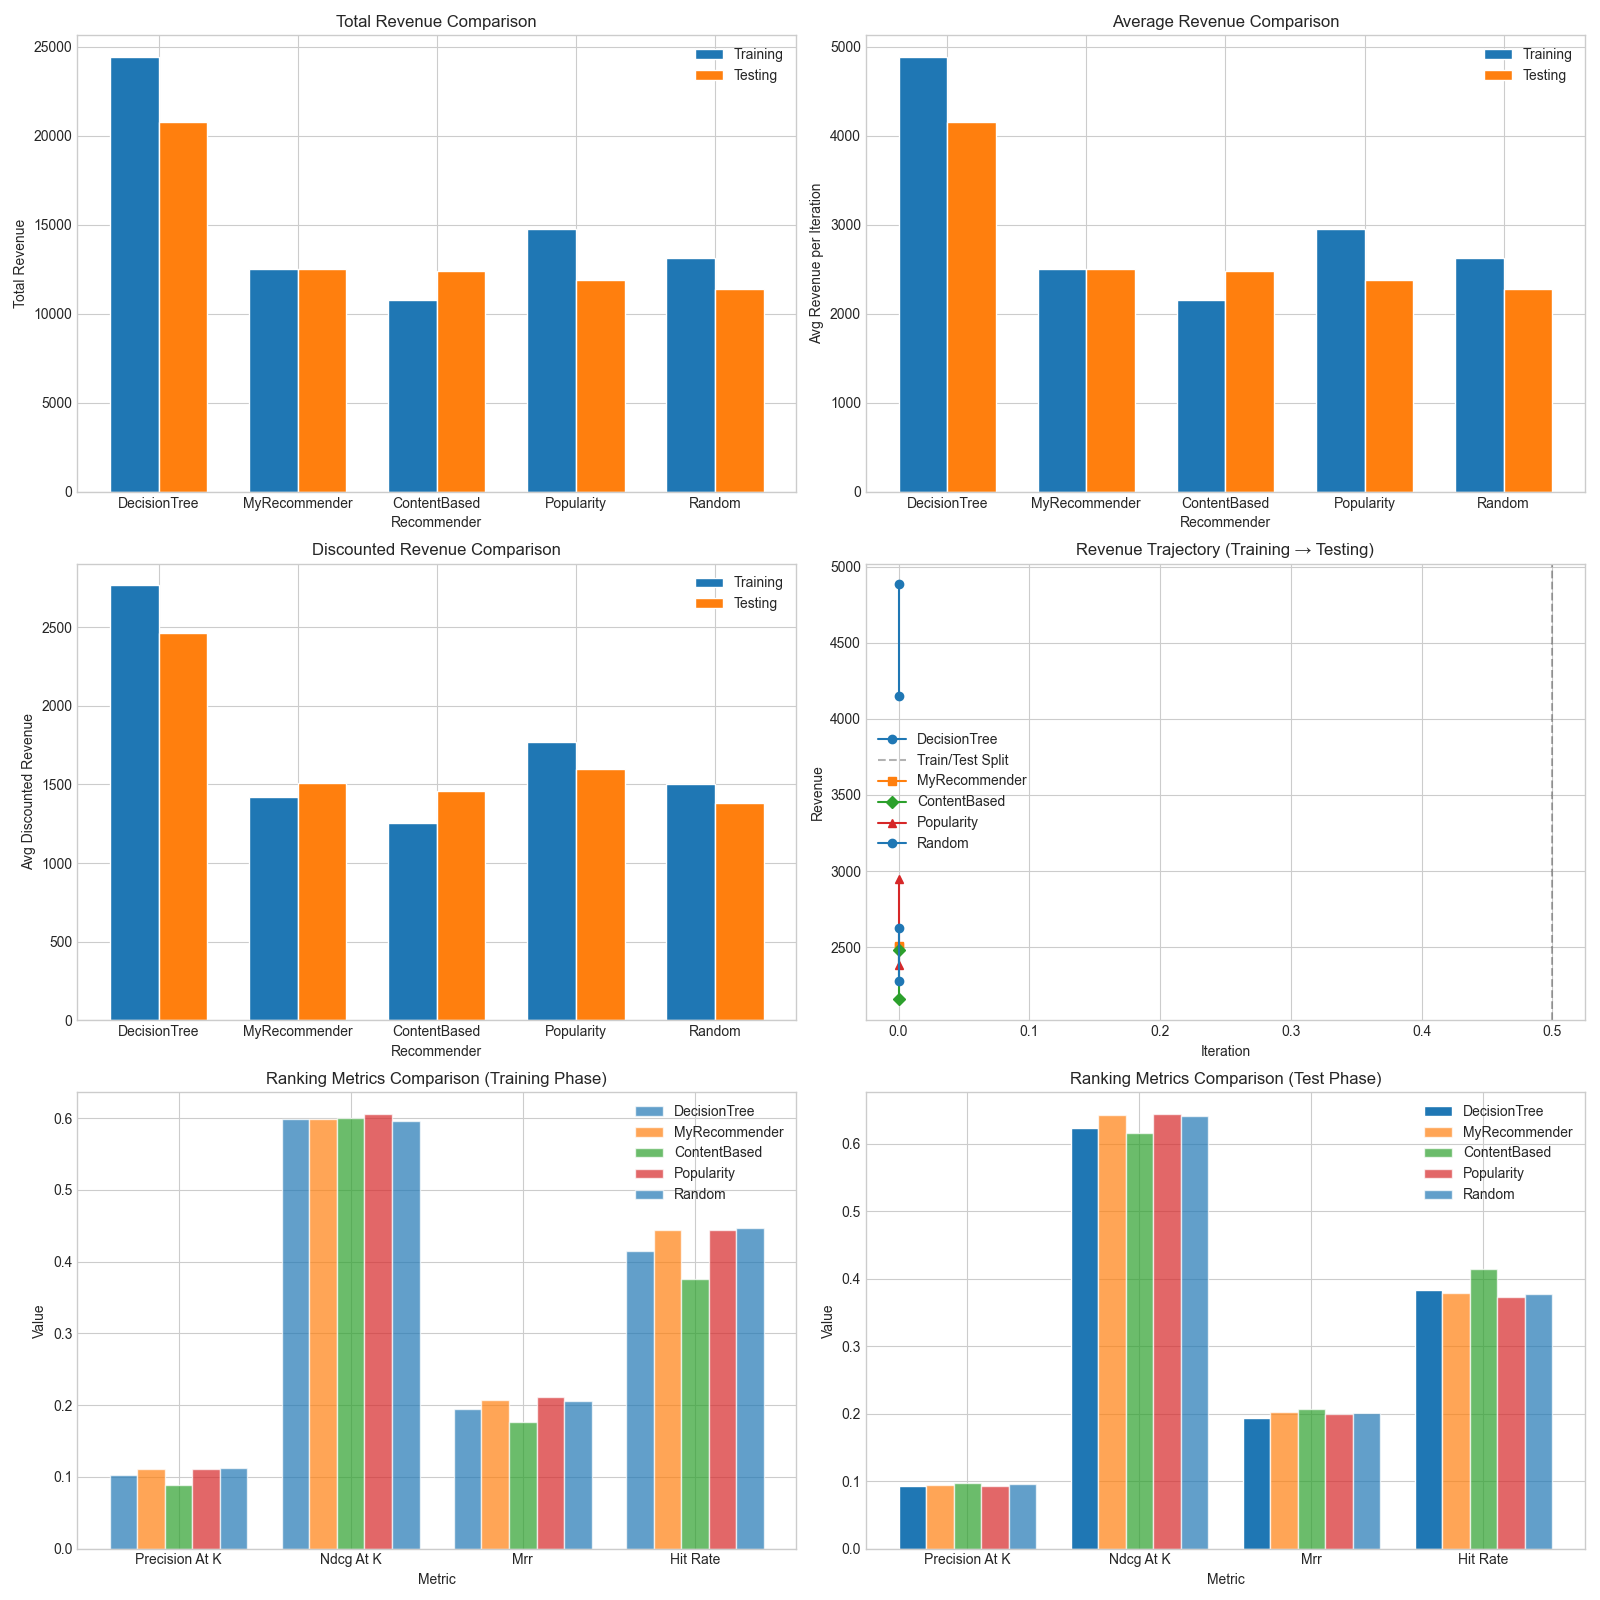 Total Revenue Comparison
Total Revenue
25000
20000
15000
10000
5000
0
Training
Testing
DecisionTree MyRecommender ContentBased Popularity Random
Recommender
Average Revenue Comparison
Avg Revenue per Iteration
5000
4000
3000
2000
1000
0
Training
Testing
DecisionTree MyRecommender ContentBased Popularity Random
Recommender
Discounted Revenue Comparison
Avg Discounted Revenue
2500
2000
1500
1000
500
0
Training
Testing
DecisionTree MyRecommender ContentBased Popularity Random
Recommender
Revenue Trajectory (Training → Testing)
Revenue
5000
4500
4000
3500
3000
2500
DecisionTree
Train/Test Split
MyRecommender
ContentBased
Popularity
Random
0.0 0.1 0.2 0.3 0.4 0.5
Iteration
Ranking Metrics Comparison (Training Phase)
Value
0.6
0.5
0.4
0.3
0.2
0.1
0.0
DecisionTree
MyRecommender
ContentBased
Popularity
Random
Precision At K Ndcg At K Mrr Hit Rate
Metric
Ranking Metrics Comparison (Test Phase)
Value
0.6
0.5
0.4
0.3
0.2
0.1
0.0
DecisionTree
MyRecommender
ContentBased
Popularity
Random
Precision At K Ndcg At K Mrr Hit Rate
Metric